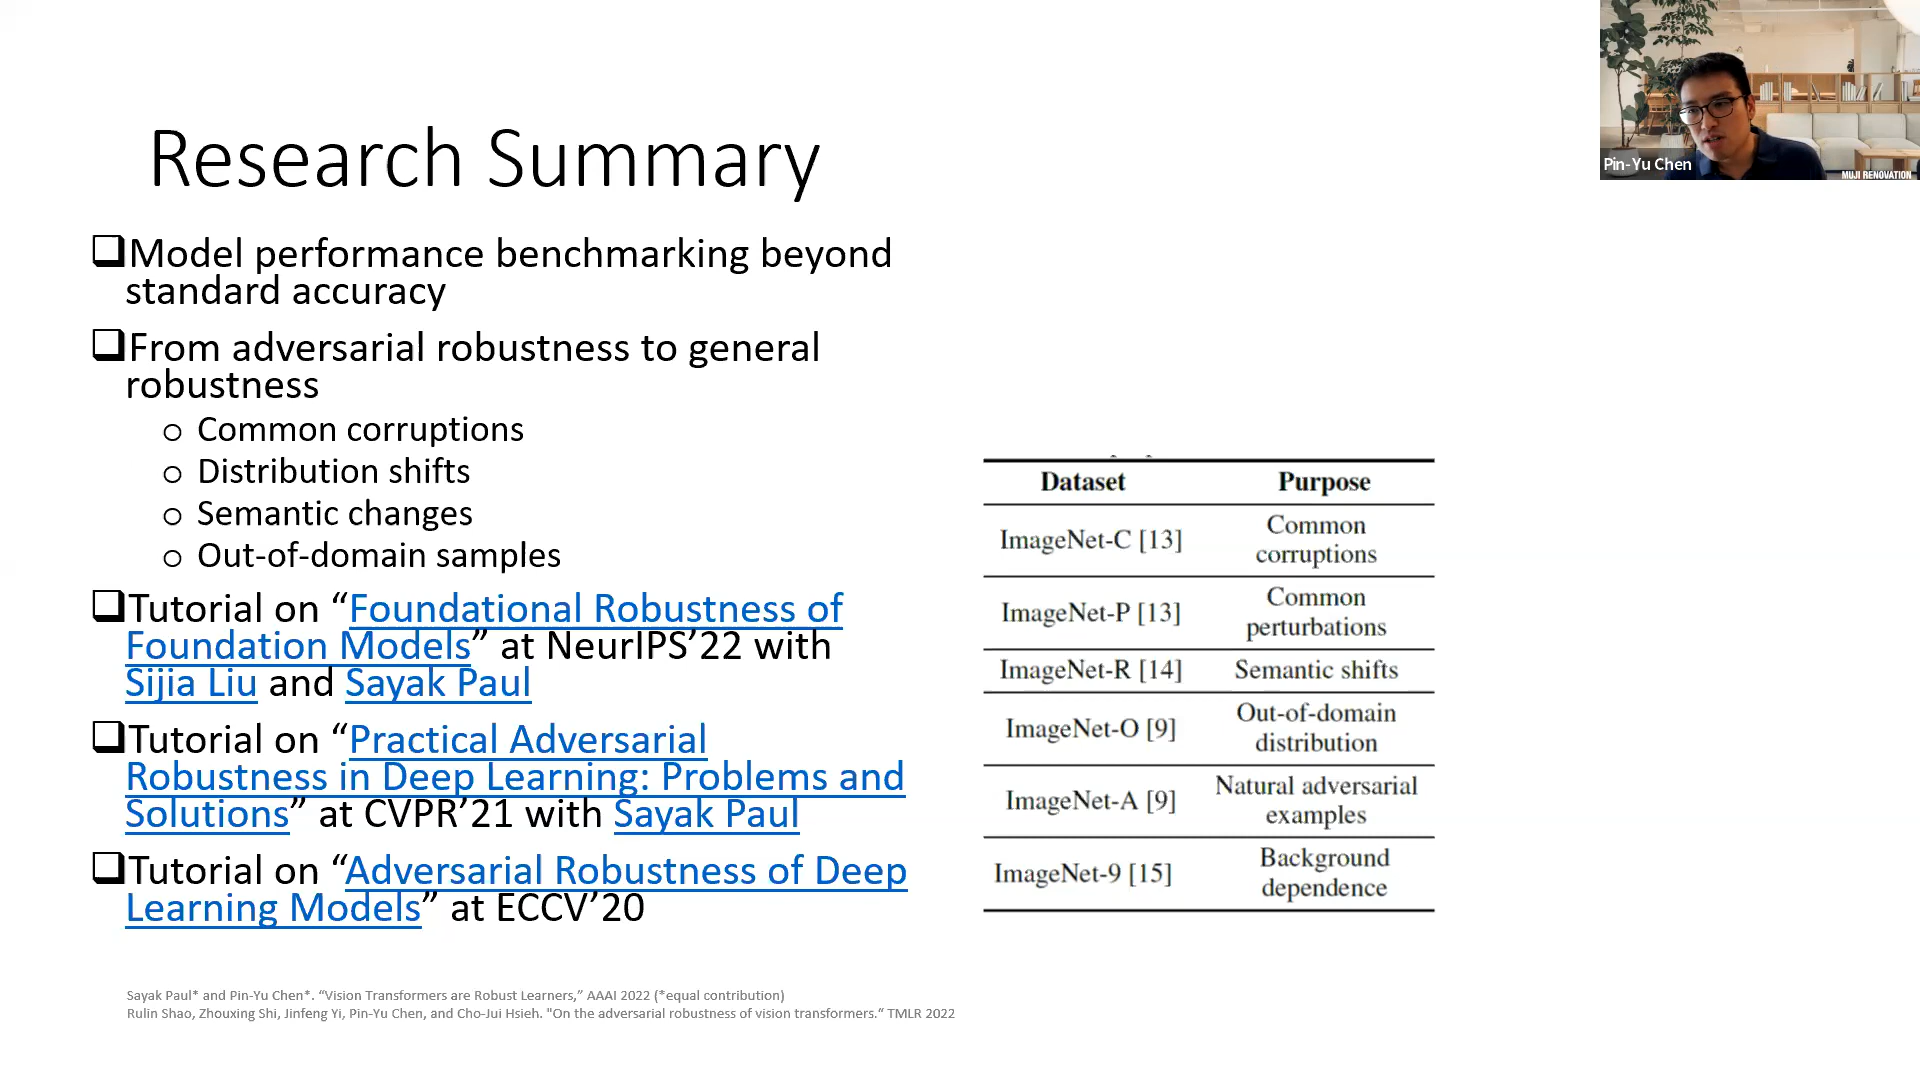 Research Summary
Model performance benchmarking beyond
standard accuracy
From adversarial robustness to general
robustness
Common corruptions
Distribution shifts
Semantic changes
Out-of-domain samples
Tutorial on “Foundational Robustness of
Foundation Models” at NeurIPS’22 with
Sijia Liu and Sayak Paul
Tutorial on “Practical Adversarial
Robustness in Deep Learning: Problems and
Solutions” at CVPR’21 with Sayak Paul
Tutorial on “Adversarial Robustness of Deep
Learning Models” at ECCV’20
Dataset Purpose
ImageNet-C [13] Common
corruptions
ImageNet-P [13] Common
perturbations
ImageNet-R [14] Semantic shifts
ImageNet-O [9] Out-of-domain
distribution
ImageNet-A [9] Natural adversarial
examples
ImageNet-9 [15] Background
dependence
Sayak Paul* and Pin-Yu Chen*. “Vision Transformers are Robust Learners,” AAAI 2022 (*equal contribution)
Rulin Shao, Zhouxing Shi, Jinfeng Yi, Pin-Yu Chen, and Cho-Jui Hsieh. "On the adversarial robustness of vision transformers.“ TMLR 2022
Pin-Yu Chen
MUJI RENOVATION